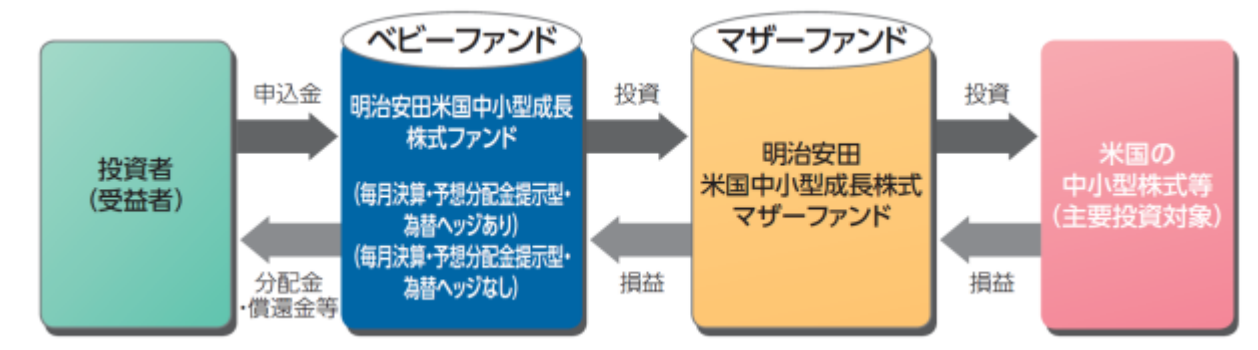 投資者
(受益者)
申込金
分配金
・償還金等
ベビーファンド
明治安田米国中小型成長
株式ファンド
(毎月決算・予想分配金提示型・
為替ヘッジあり)
(毎月決算・予想分配金提示型・
為替ヘッジなし)
投資
損益
マザーファンド
明治安田
米国中小型成長株式
マザーファンド
投資
損益
米国の
中小型株式等
(主要投資対象)